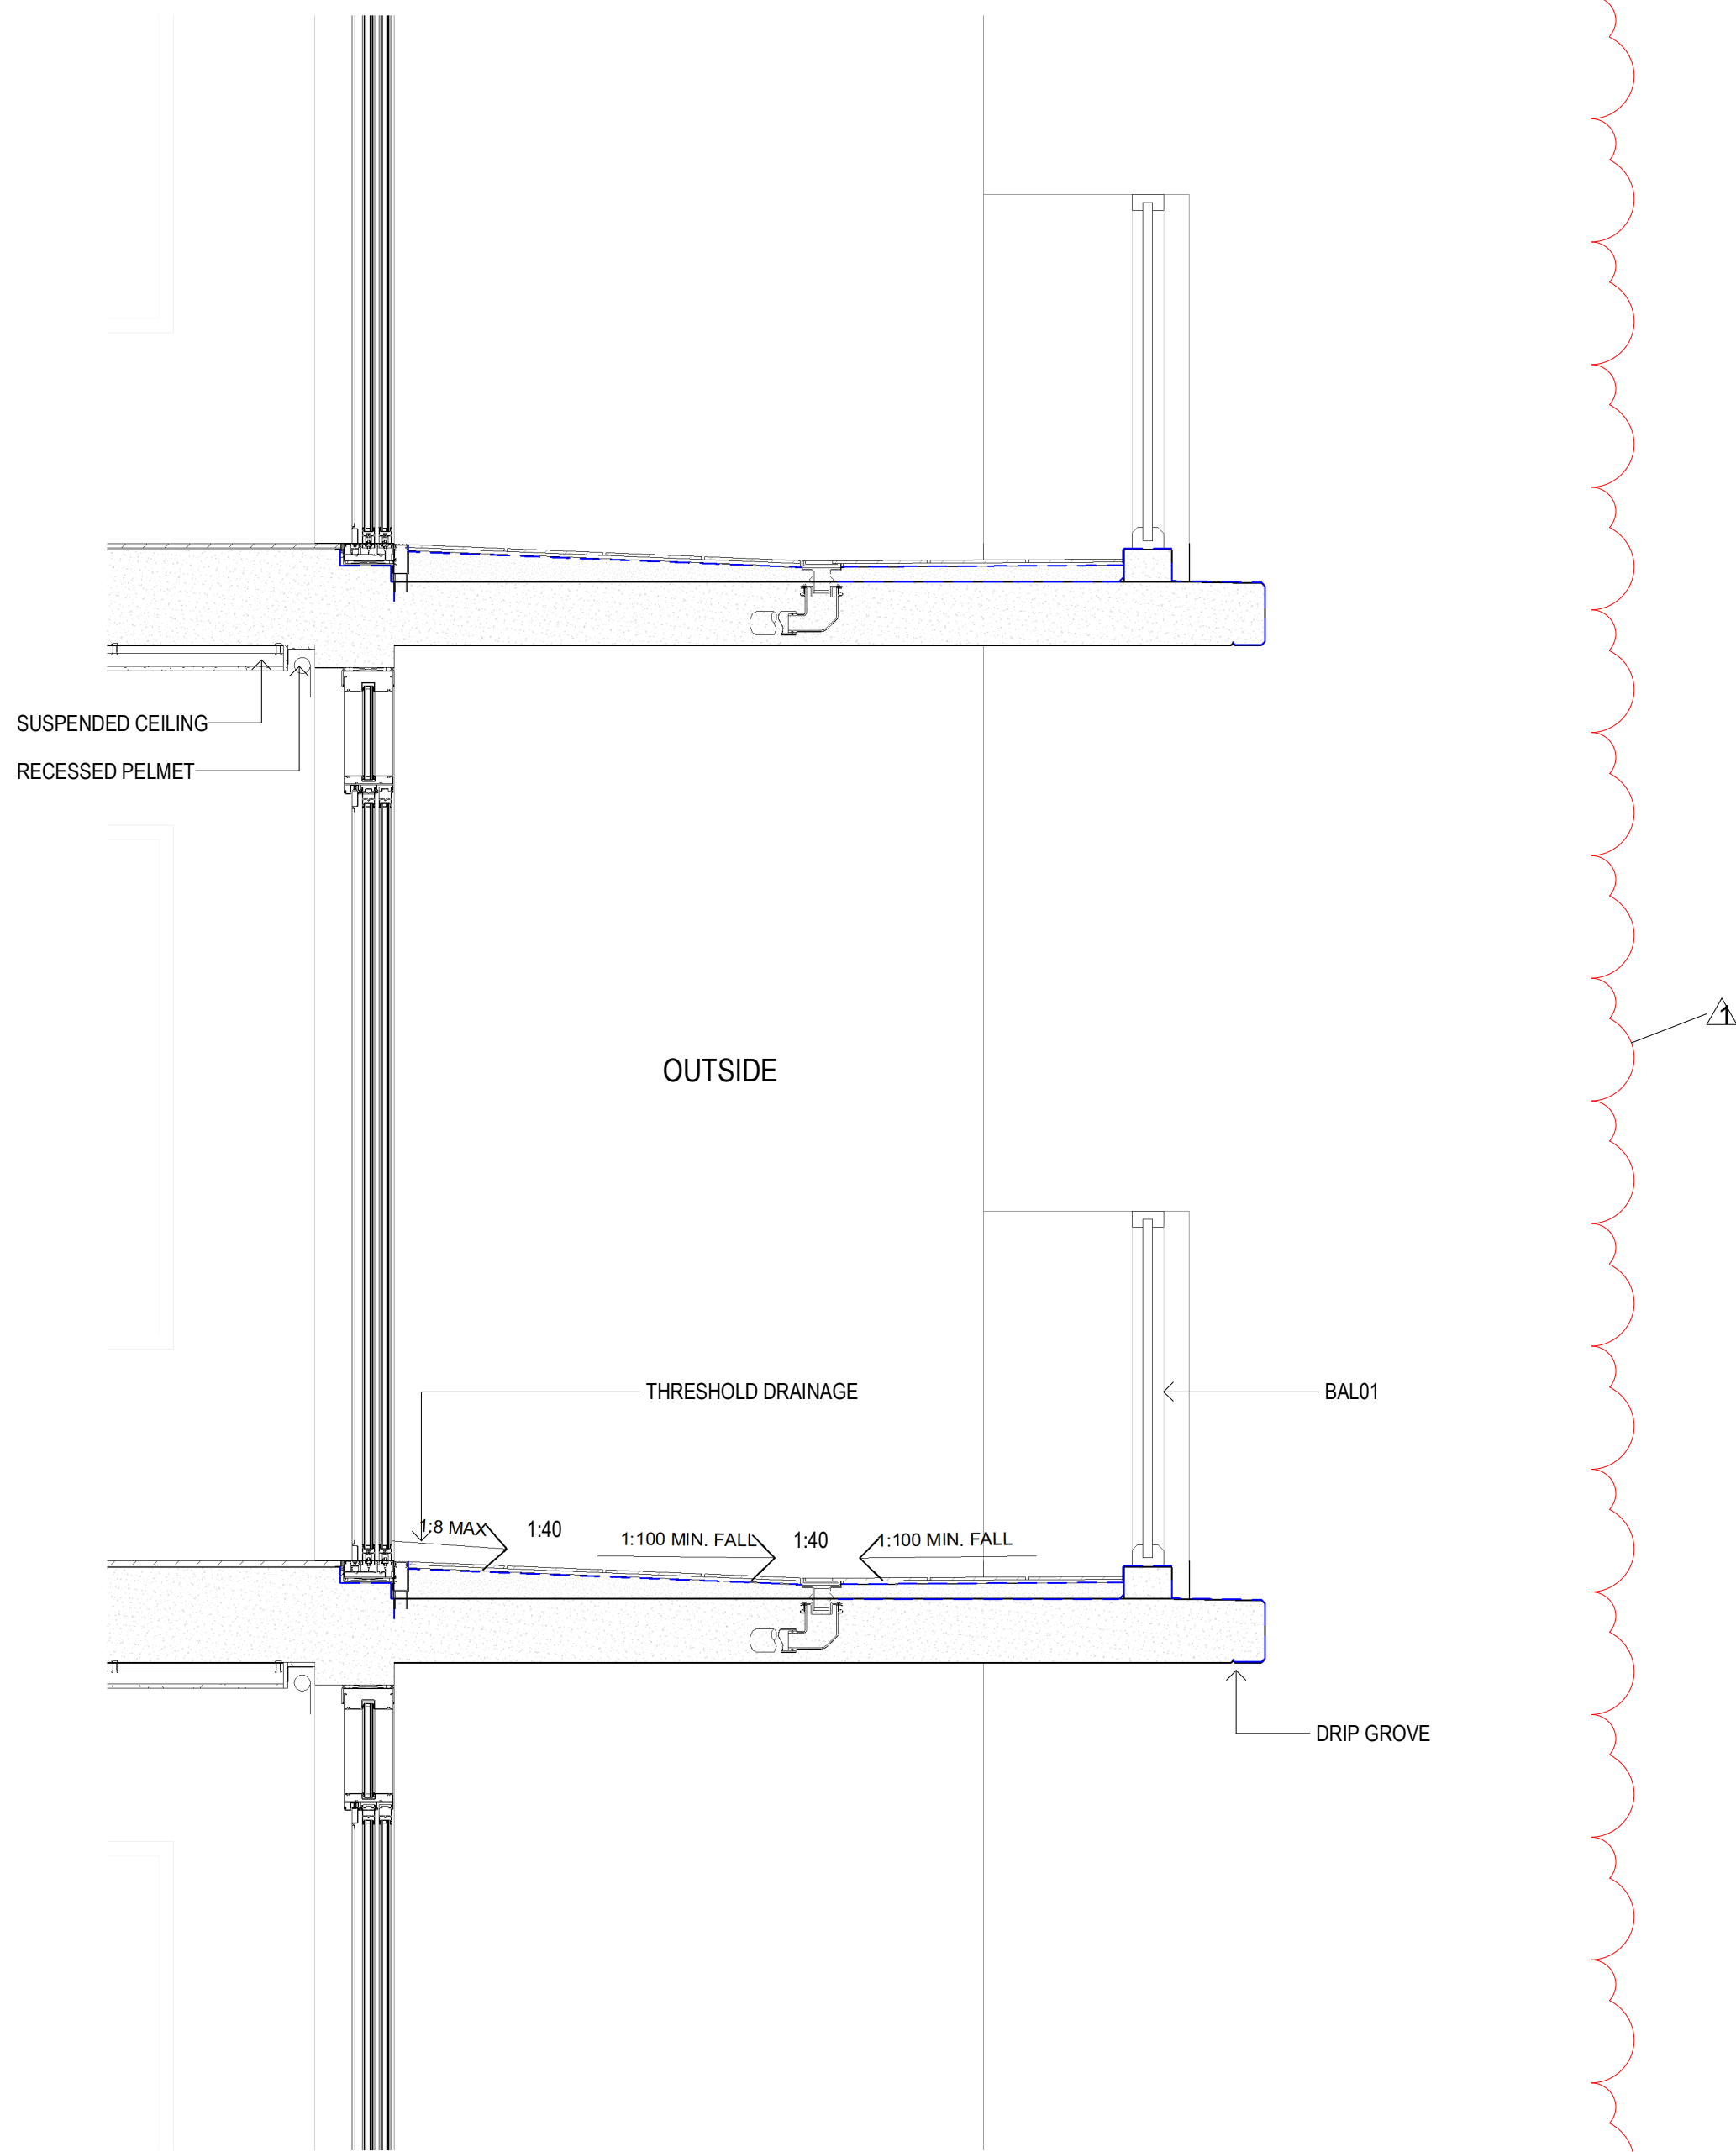 SUSPENDED CEILING
RECESSED PELMET
OUTSIDE
1
THRESHOLD DRAINAGE
BAL01
1:8 MAX
1:40
1:100 MIN. FALL
1:40
1:100 MIN. FALL
DRIP GROVE